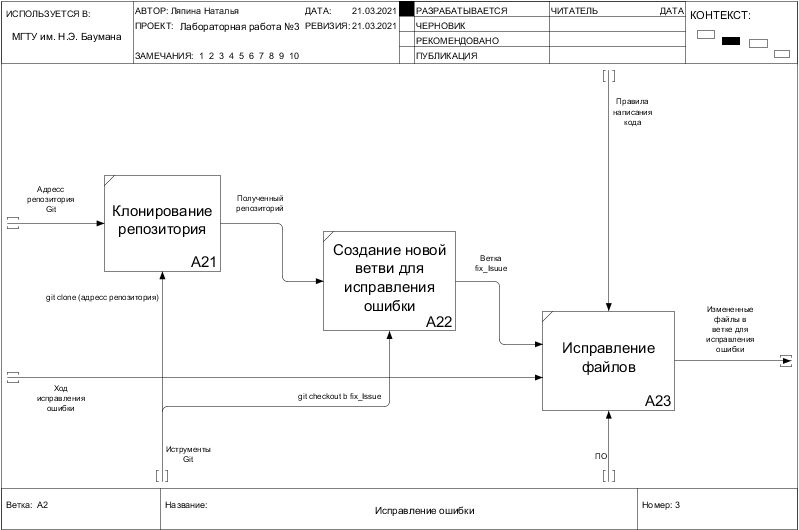 ИСПОЛЬЗУЕТСЯ В:
МГТУ им. Н.Э. Баумана
АВТОР: Ляпина Наталья
ДАТА: 21.03.2021
ПРОЕКТ: Лабораторная работа №3
РЕВИЗИЯ: 21.03.2021
ЗАМЕЧАНИЯ: 1 2 3 4 5 6 7 8 9 10
РАЗРАБАТЫВАЕТСЯ
ЧЕРНОВИК
РЕКОМЕНДОВАНО
ПУБЛИКАЦИЯ
ЧИТАТЕЛЬ
ДАТА
КОНТЕКСТ:
Правила
написания
кода
Адресс
репозитория
Git
Клонирование
репозитория
A21
Полученный
репозиторий
Создание новой
ветви для
исправления
ошибки
A22
Ветка
fix_Isuue
git clone (адресс репозитория)
Исправление
файлов
A23
Измененные
файлы в
ветке для
исправления
ошибки
Ход
исправления
ошибки
git checkout b fix_Issue
Иструменты
Git
ПО
Ветка: A2
Название:
Исправление ошибки
Номер: 3